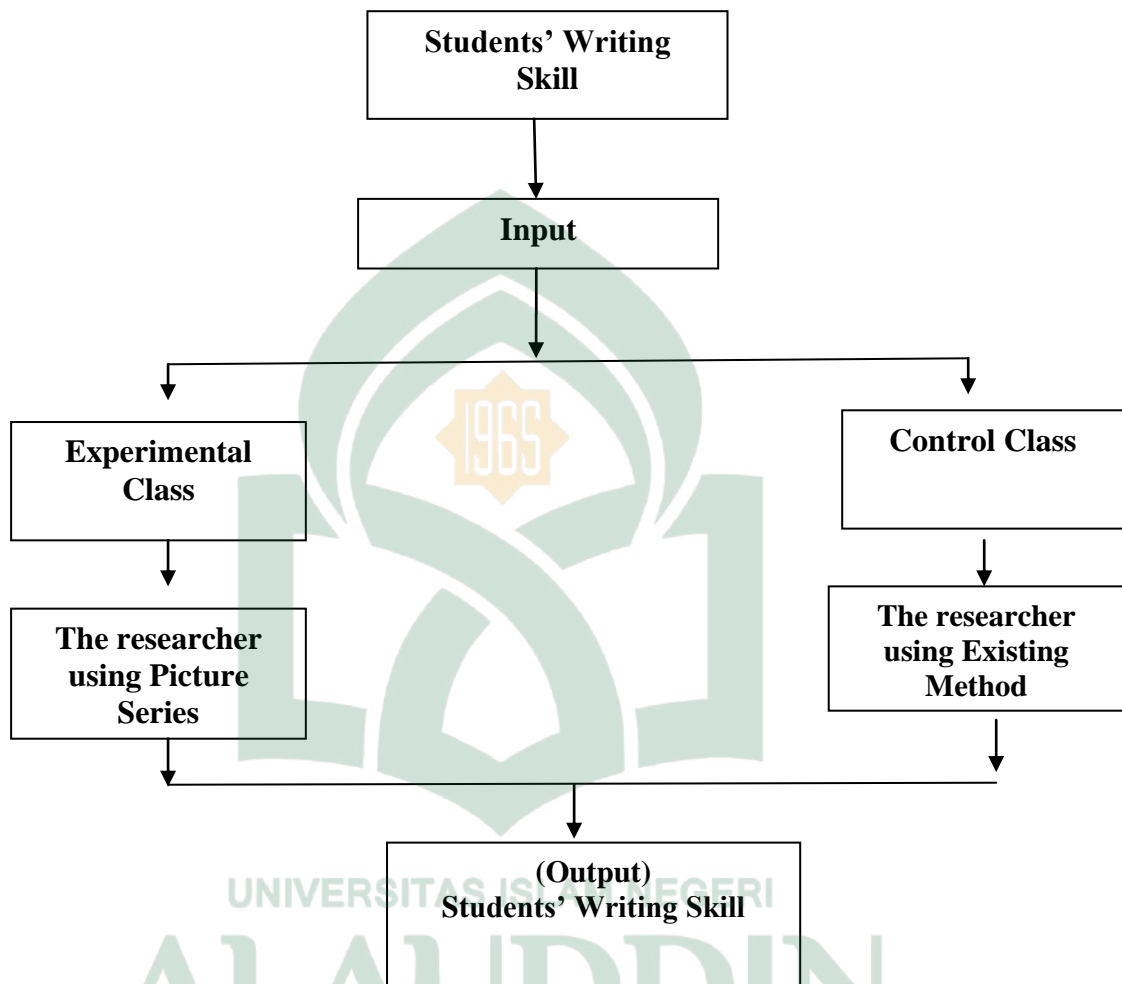 Students’ Writing
Skill
Input
1965
Experimental
Class
Control Class
The researcher
using Picture
Series
The researcher
using Existing
Method
(Output)
Students’ Writing Skill
UNIVERSITAS ISLAM NEGERI
ALAUDDIN